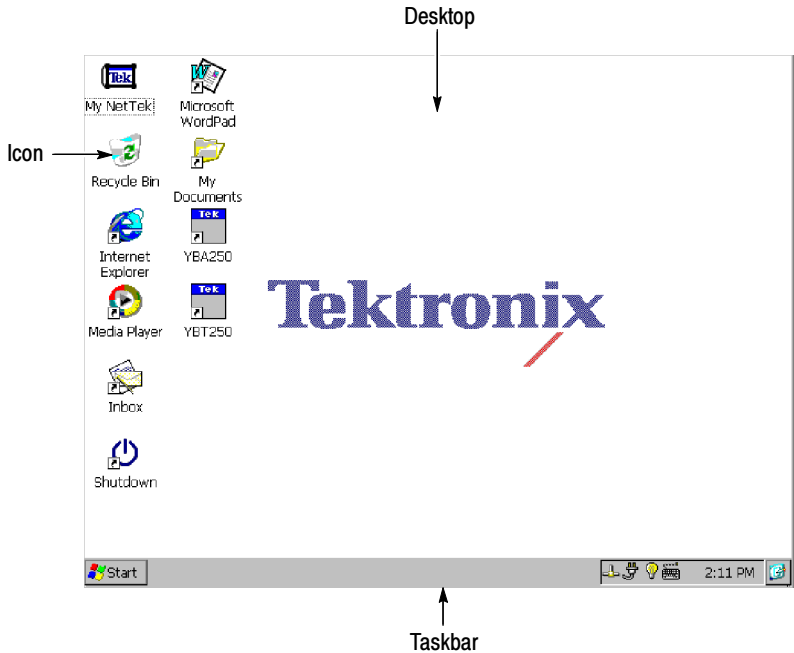 Desktop
Tek
My NetTek
Microsoft
WordPad
Icon
Recycle Bin
My
Documents
Internet
Explorer
Tek
YBA250
Media Player
Tek
YBT250
Tektronix
Inbox
Shutdown
Start
2:11 PM
Taskbar